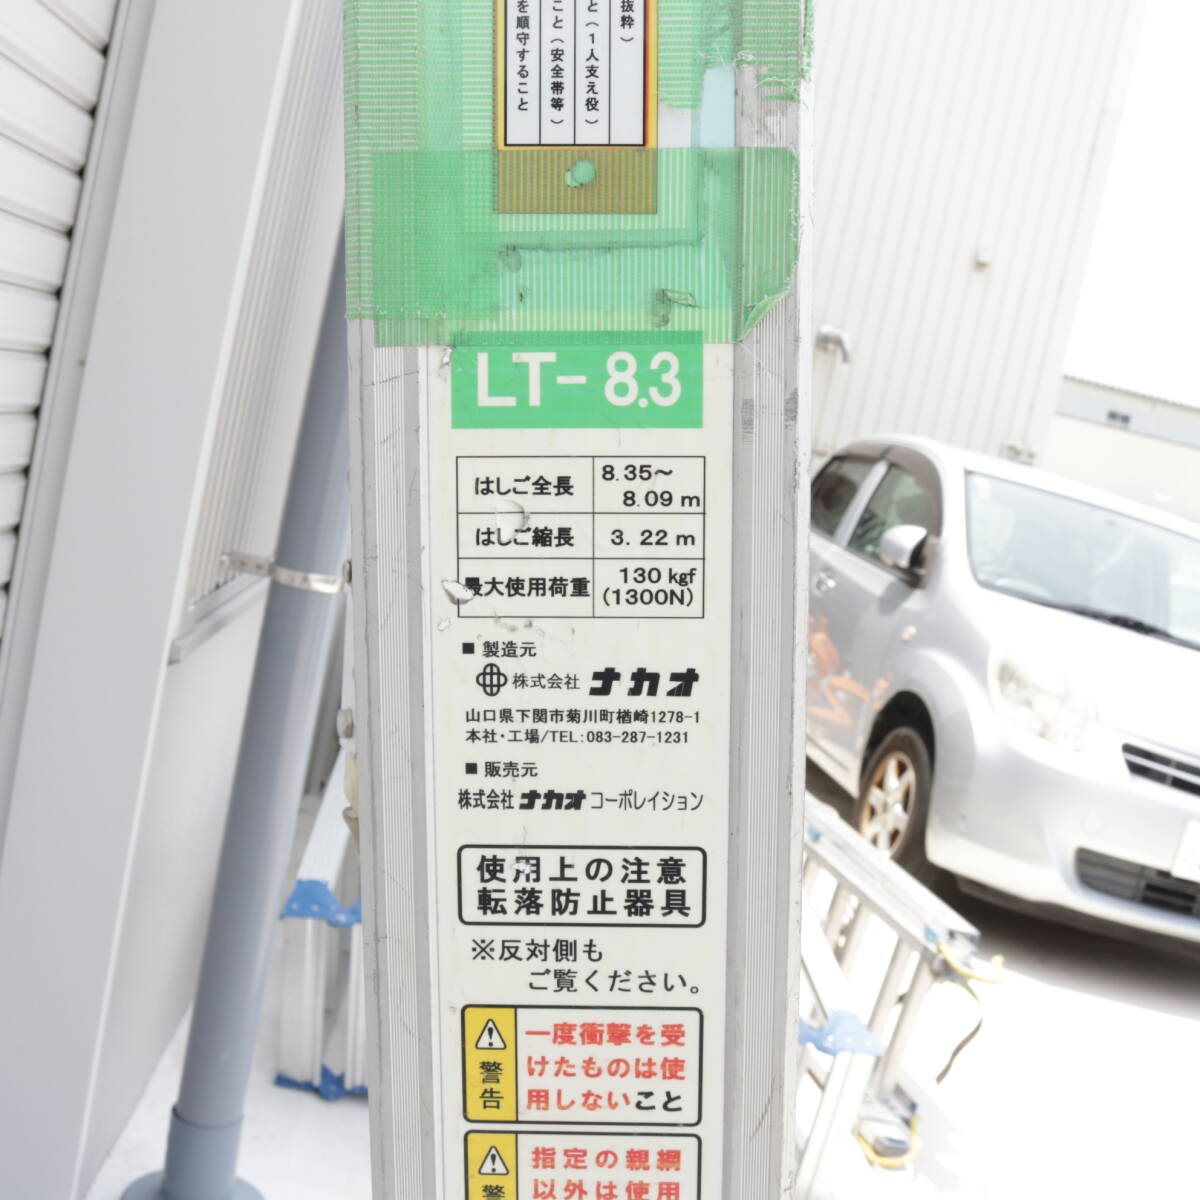 抜粋）
と（1人支え役）
こと（安全帯等）
を順守すること
LT-8.3
はしご全長 8.35～8.09m
はしご縮長 3.22m
最大使用荷重 130kgf (1300N)
■ 製造元
株式会社 ナカオ
山口県下関市菊川町楢崎1278-1
本社・工場/TEL:083-287-1231
■ 販売元
株式会社ナカオコーポレイション
使用上の注意
転落防止器具
※反対側も
ご覧ください。
警告
一度衝撃を受
けたものは使
用しないこと
警
指定の親綱
以外は使用